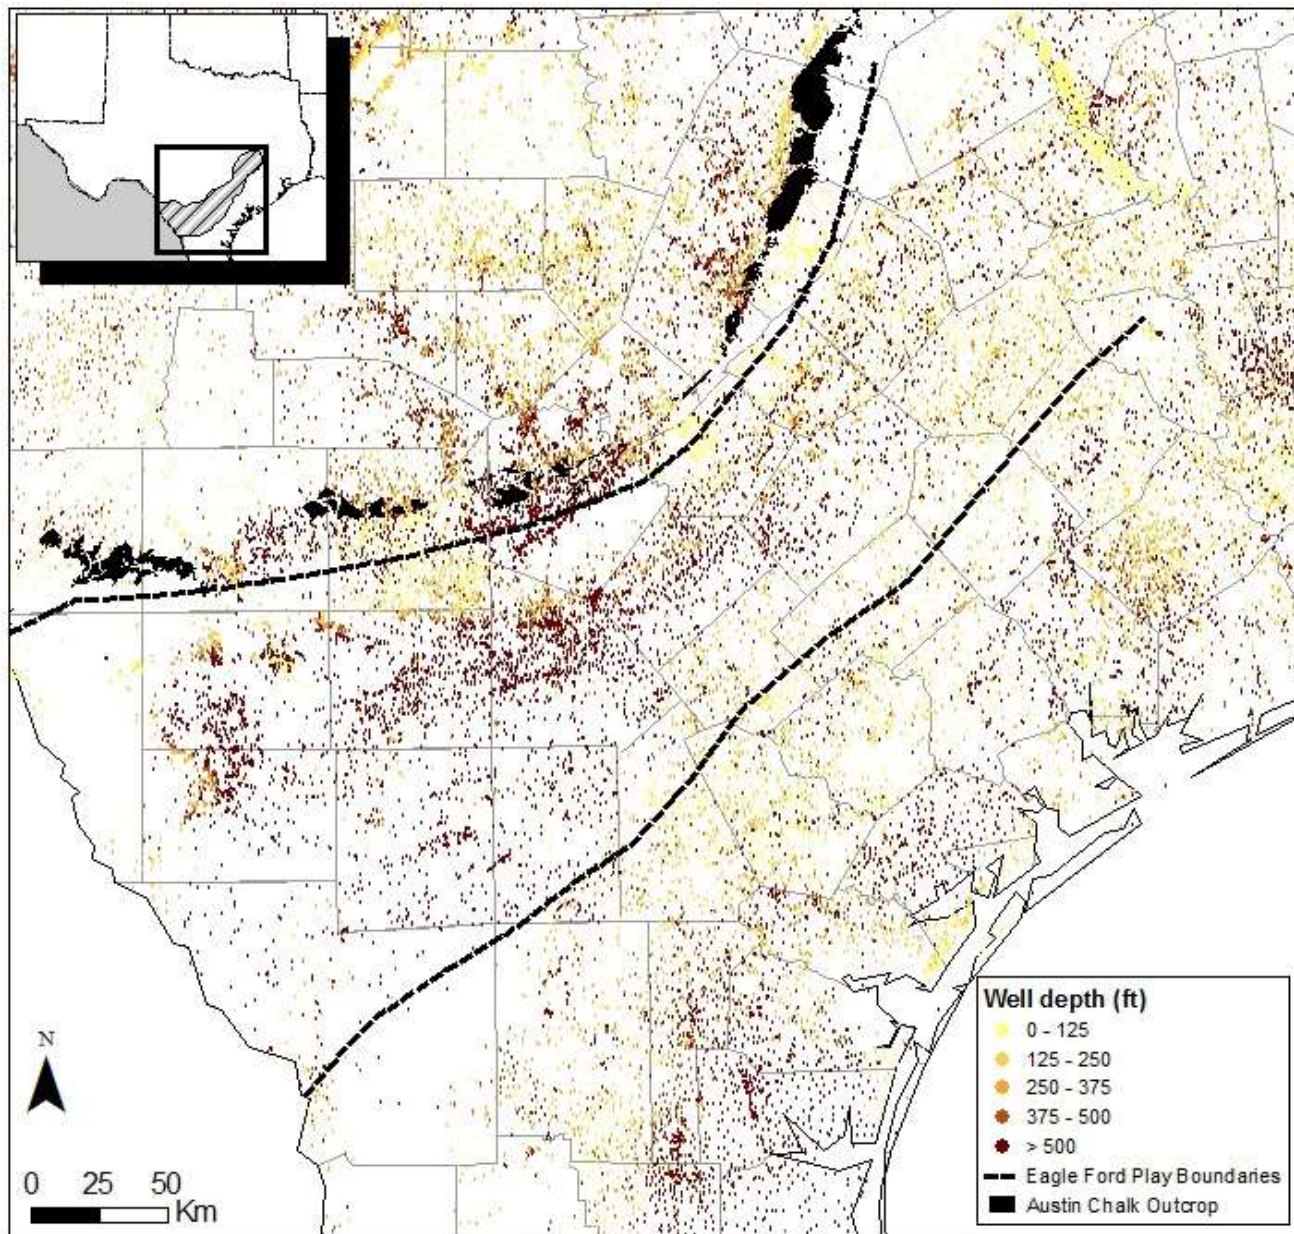 N
0 25 50
Km
Well depth (ft)
0 - 125
125 - 250
250 - 375
375 - 500
> 500
Eagle Ford Play Boundaries
Austin Chalk Outcrop